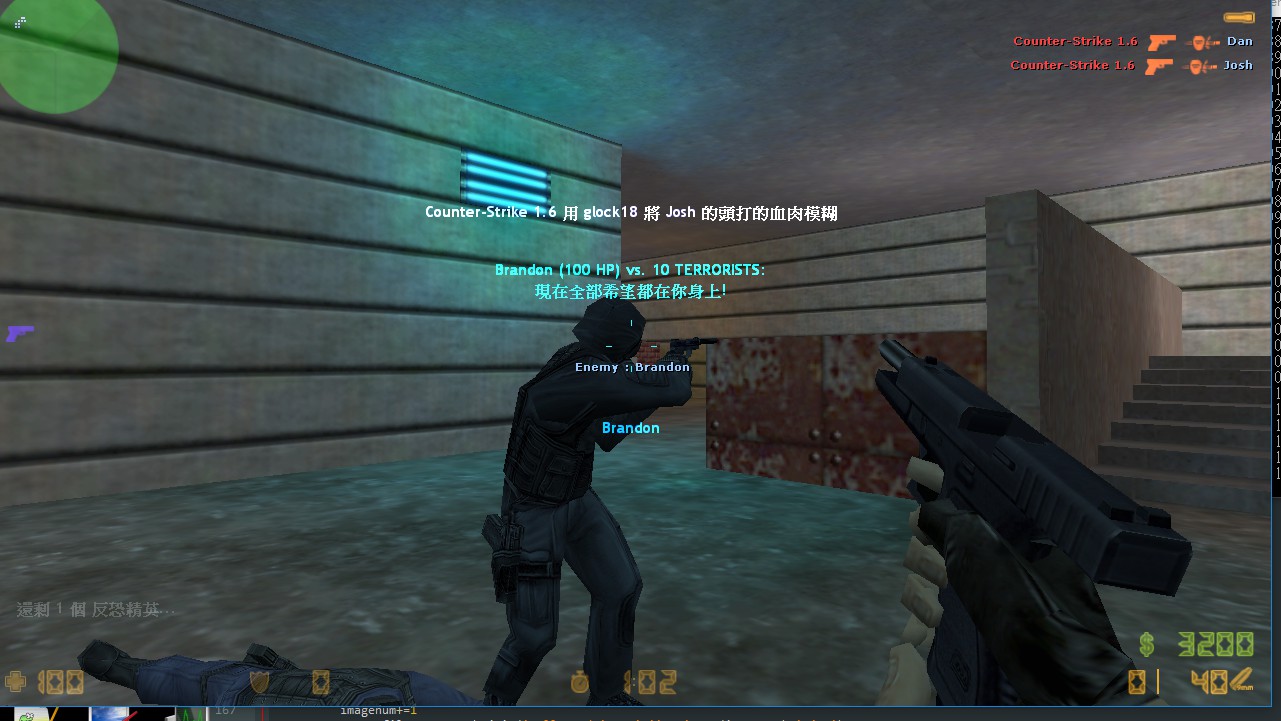 Counter-Strike 1.6 Dan
Counter-Strike 1.6 Josh
Counter-Strike 1.6 用 glock18 將 Josh 的頭打的血肉模糊
Brandon (100 HP) vs. 10 TERRORISTS:
現在全部希望都在你身上!
Enemy : Brandon
Brandon
還剩 1 個 反恐精英...
$ 3200
100 0 1:02 0 | 40
167 imagenum+=1